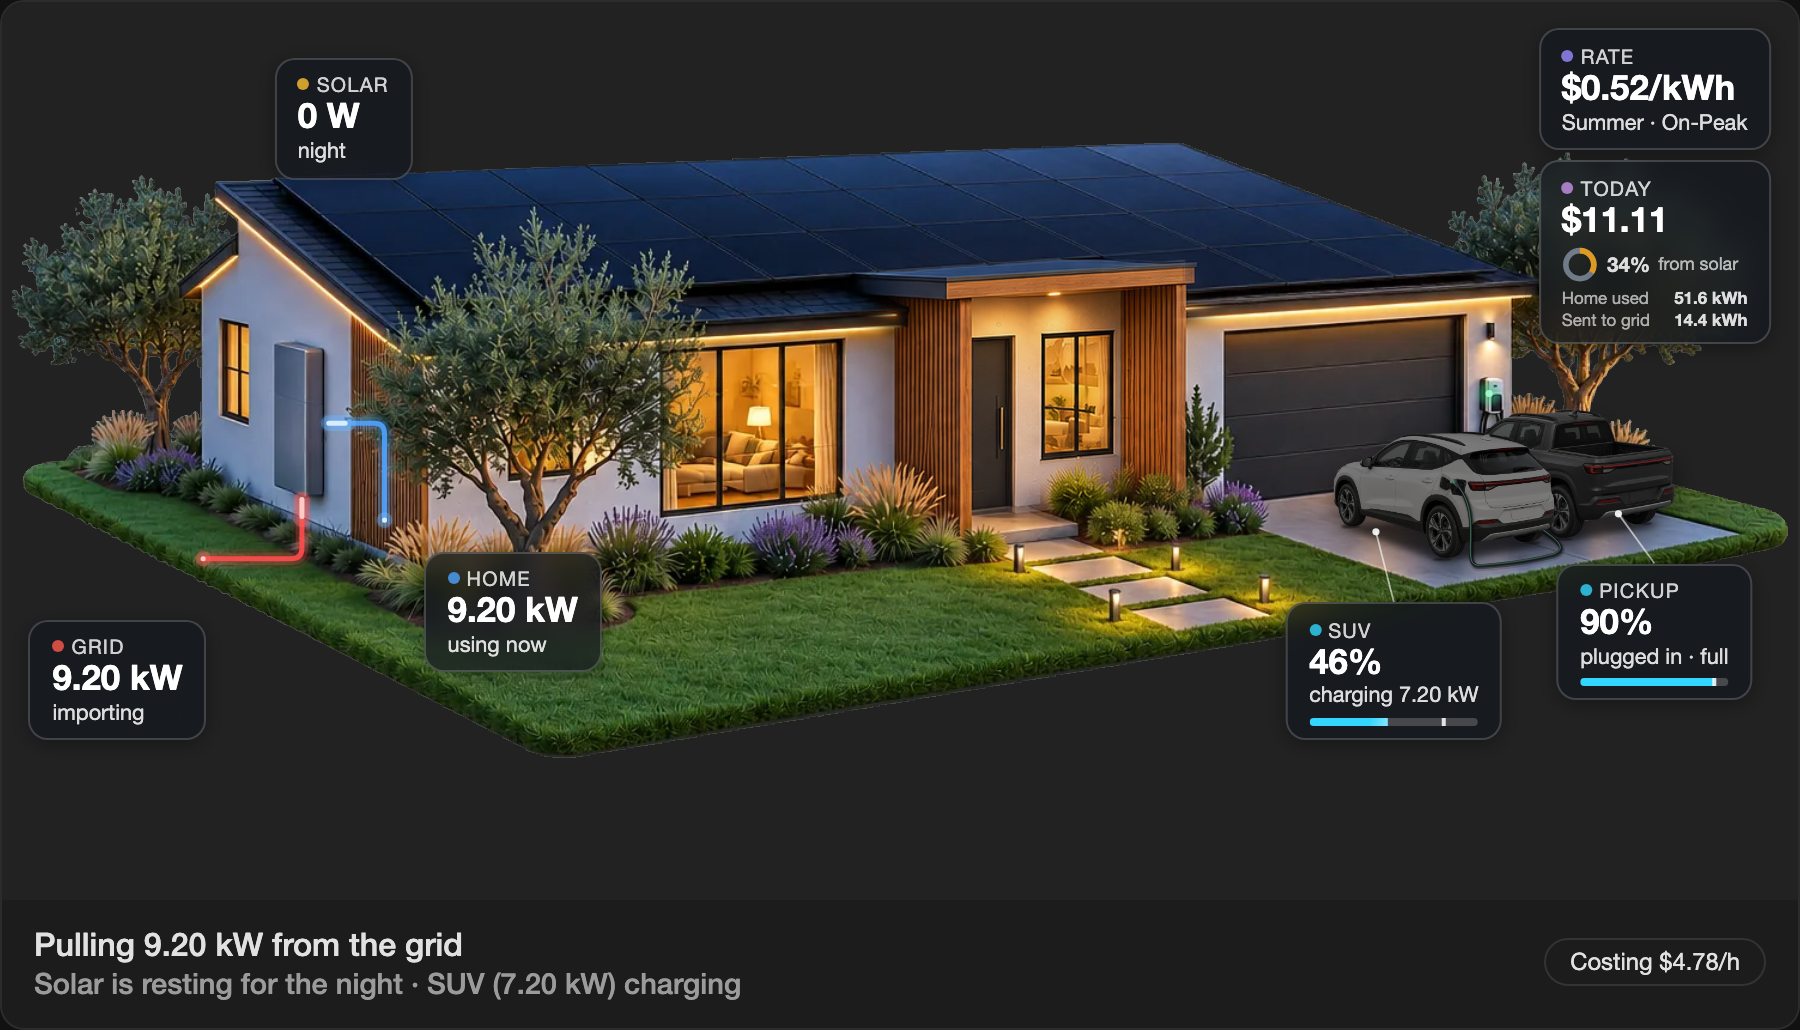 SOLAR
0 W
night
RATE
$0.52/kWh
Summer · On-Peak
TODAY
$11.11
34% from solar
Home used 51.6 kWh
Sent to grid 14.4 kWh
GRID
9.20 kW
importing
HOME
9.20 kW
using now
SUV
46%
charging 7.20 kW
PICKUP
90%
plugged in · full
Pulling 9.20 kW from the grid
Solar is resting for the night · SUV (7.20 kW) charging
Costing $4.78/h